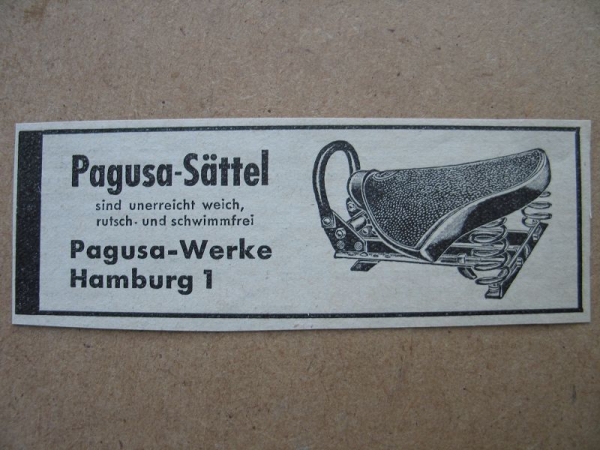 Pagusa-Sättel
sind unerreicht weich,
rutsch- und schwimmfrei
Pagusa-Werke
Hamburg 1